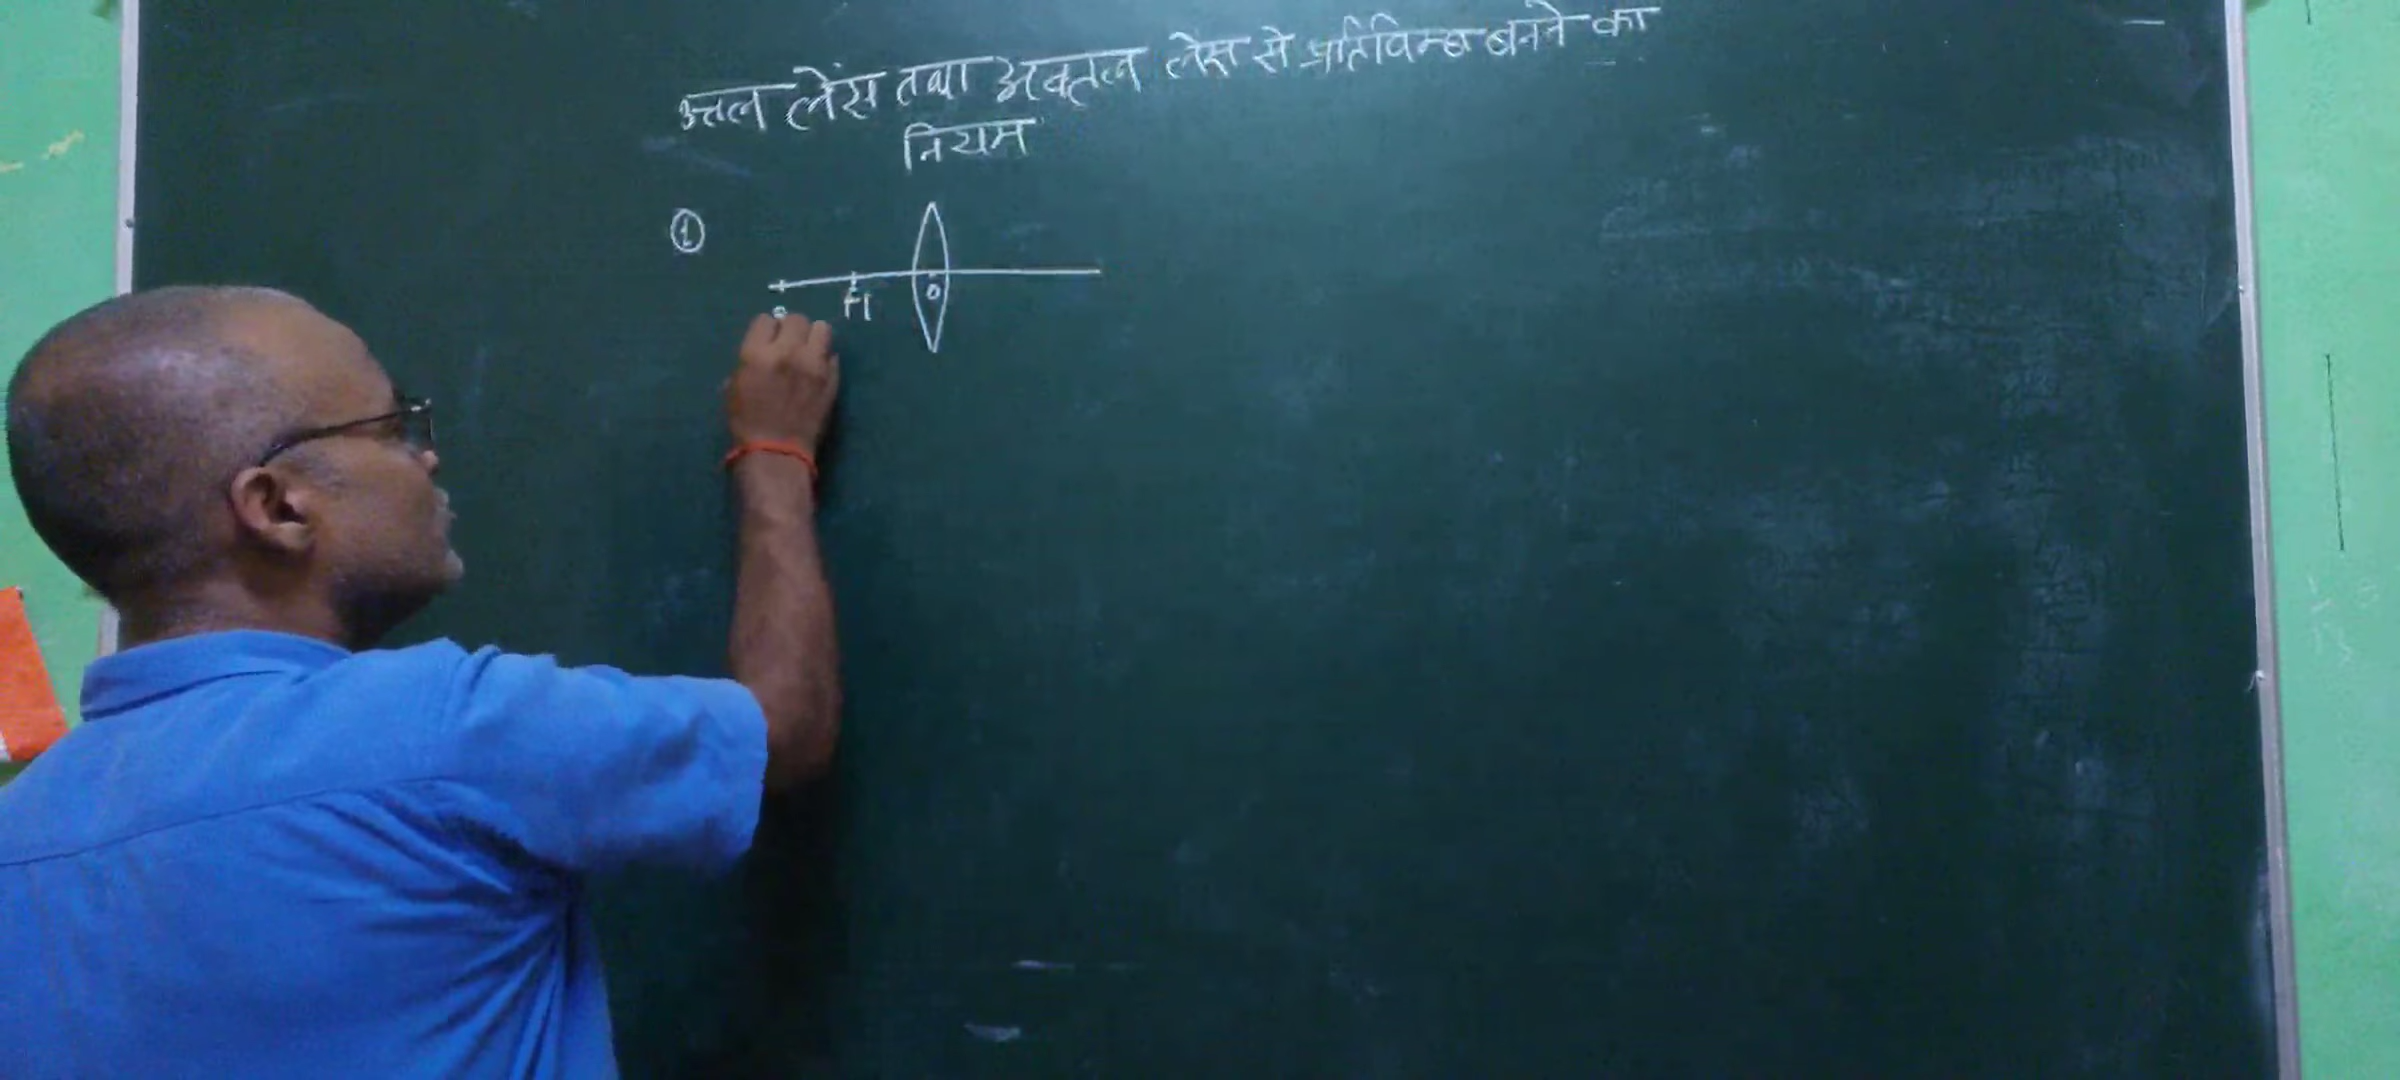 उत्तल लेंस तथा अवतल लेंस से प्रतिविम्ब बनने का
नियम
①
F1
O